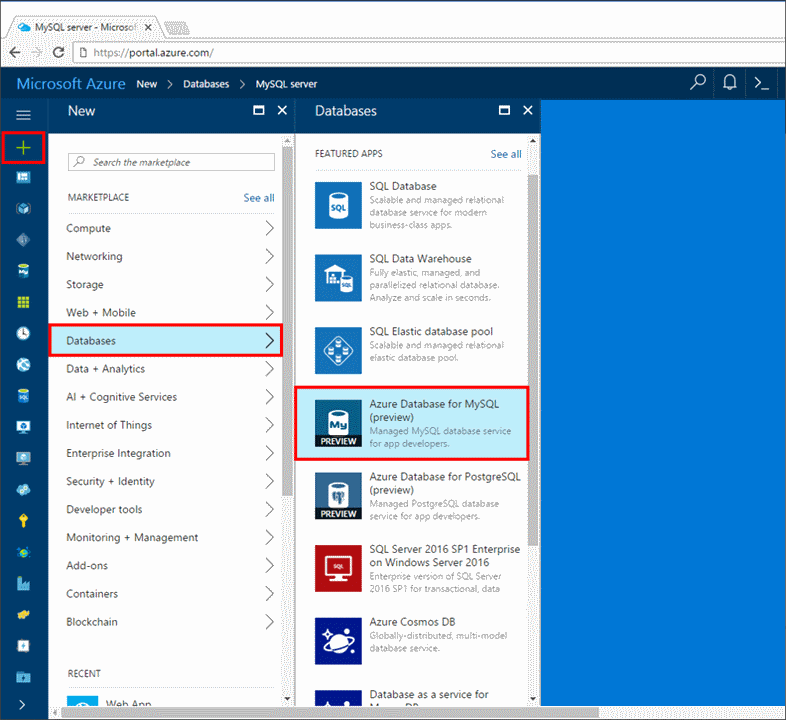 MySQL server - Microsof
https://portal.azure.com/
Microsoft Azure New > Databases > MySQL server
New
Search the marketplace
MARKETPLACE See all
Compute
Networking
Storage
Web + Mobile
Databases
Data + Analytics
AI + Cognitive Services
Internet of Things
Enterprise Integration
Security + Identity
Developer tools
Monitoring + Management
Add-ons
Containers
Blockchain
RECENT
Web App
Databases
FEATURED APPS See all
SQL
SQL Database
Scalable and managed relational
database service for modern
business-class apps.
SQL
SQL Data Warehouse
Fully elastic, managed, and
parallelized relational database.
Analyze and scale in seconds.
SQL Elastic database pool
Scalable and managed relational
elastic database pool.
My
PREVIEW
Azure Database for MySQL
(preview)
Managed MySQL database service
for app developers.
PREVIEW
Azure Database for PostgreSQL
(preview)
Managed PostgreSQL database
service for app developers.
SQL
SQL Server 2016 SP1 Enterprise
on Windows Server 2016
Enterprise version of SQL Server
2016 SP1 for transactional, data
Azure Cosmos DB
Globally-distributed, multi-model
database service.
Database as a service for